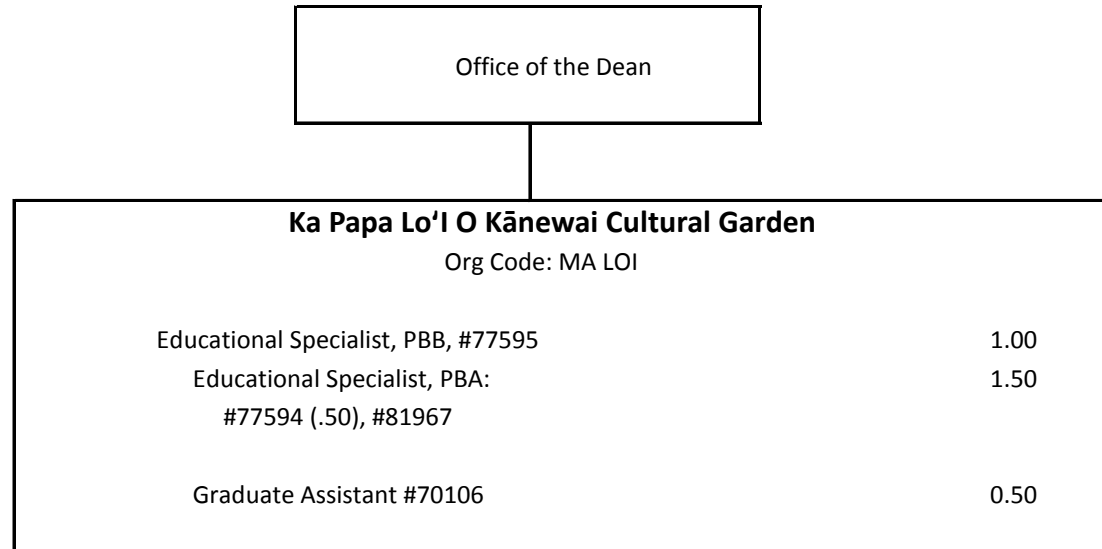 Office of the Dean
Ka Papa LoʻI O Kānewai Cultural Garden
Org Code: MA LOI
Educational Specialist, PBB, #77595 1.00
Educational Specialist, PBA: 1.50
#77594 (.50), #81967
Graduate Assistant #70106 0.50